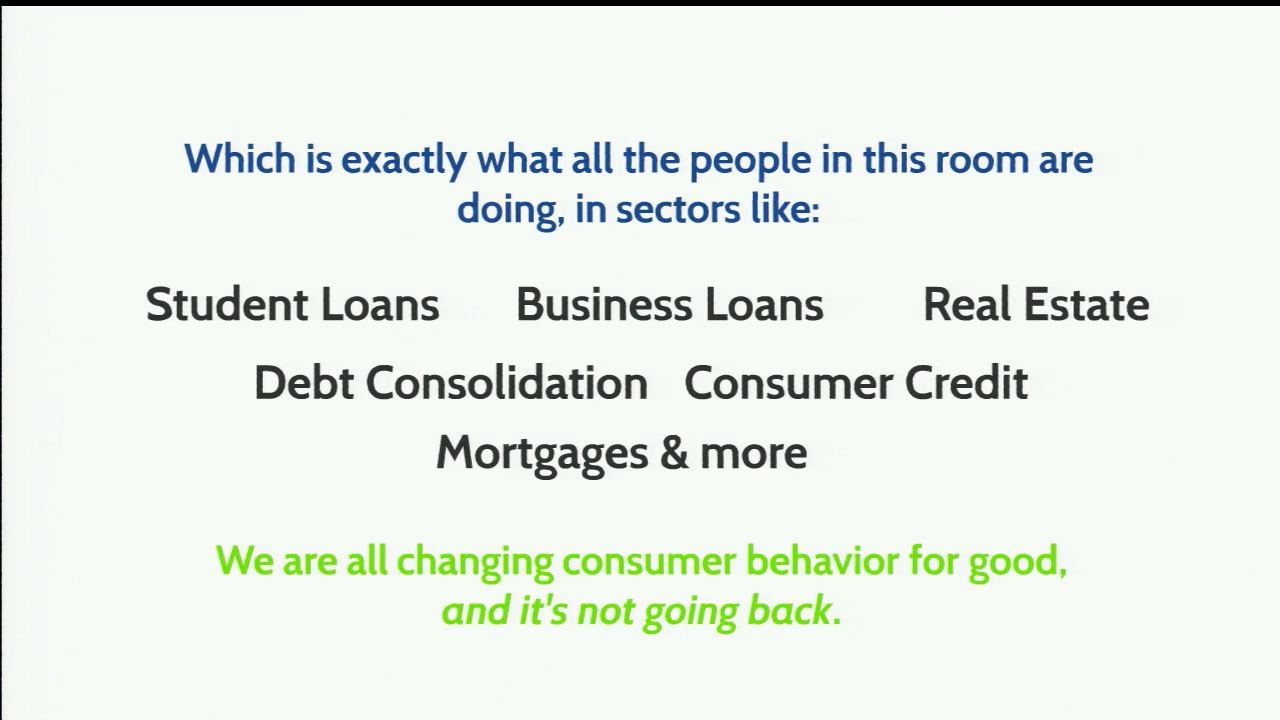 Which is exactly what all the people in this room are
doing, in sectors like:
Student Loans Business Loans Real Estate
Debt Consolidation Consumer Credit
Mortgages & more
We are all changing consumer behavior for good,
and it's not going back.